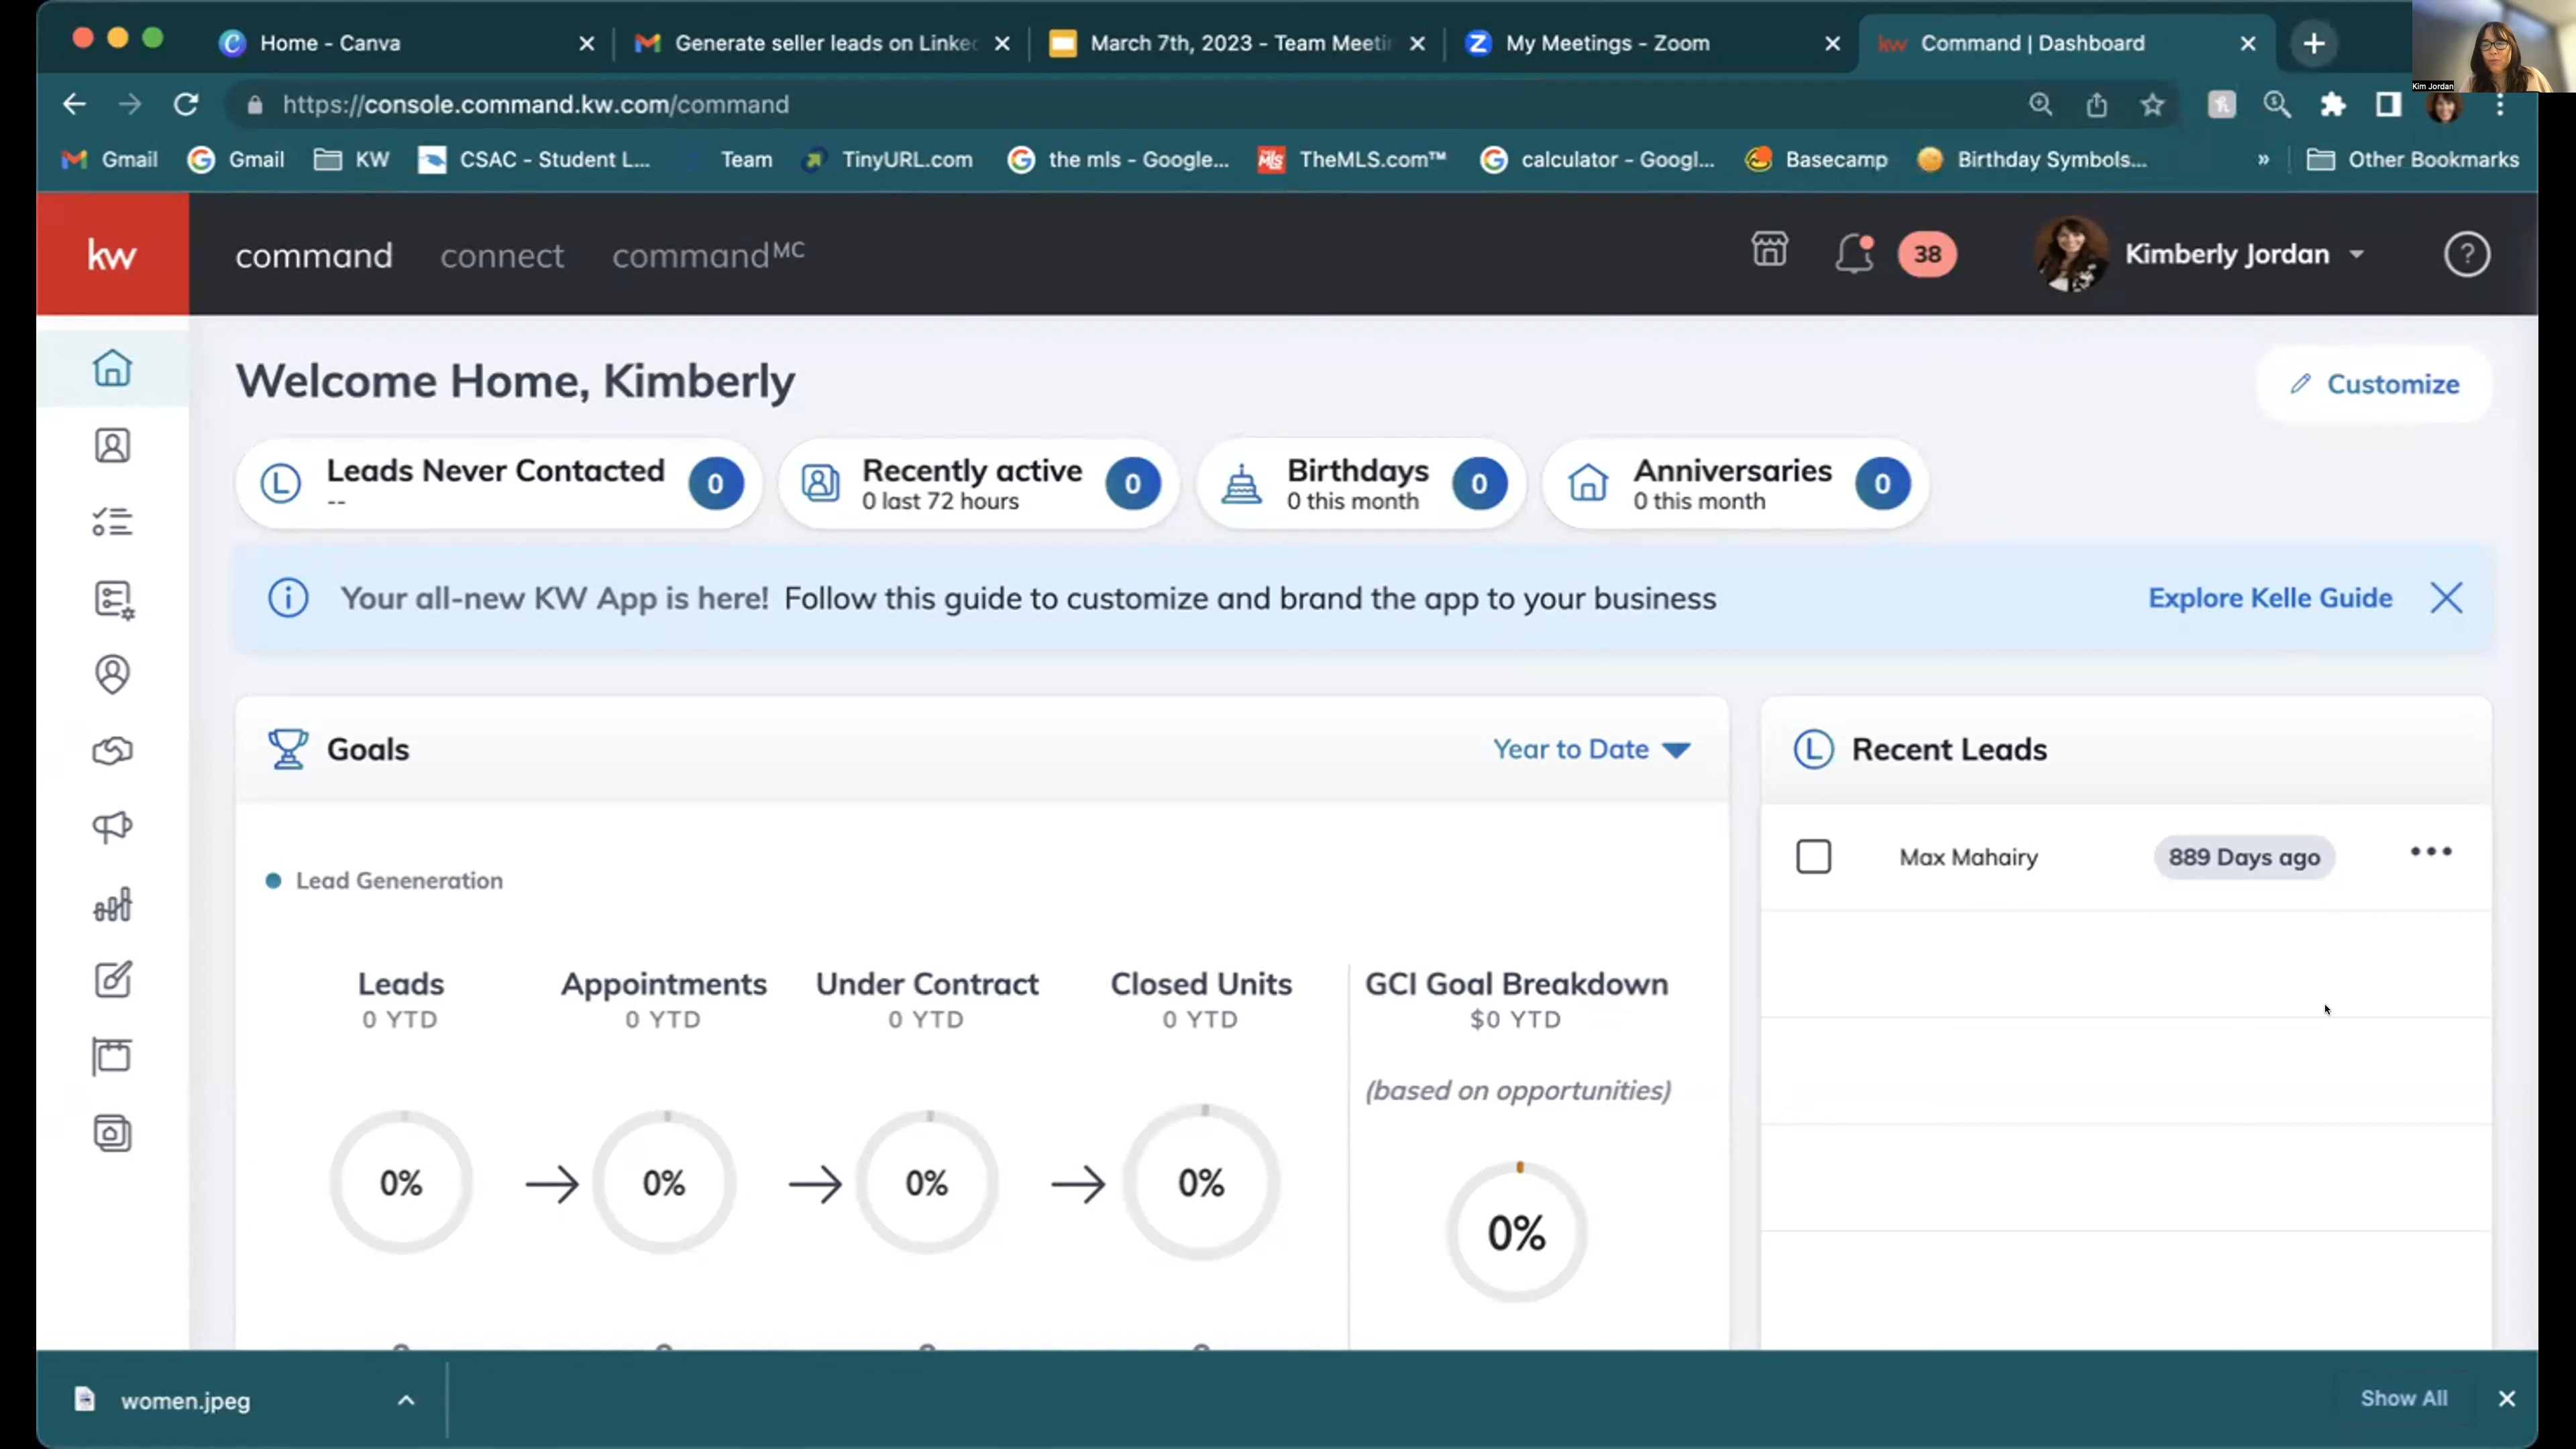 Home - Canva
Generate seller leads on Linke
March 7th, 2023 - Team Meeti
My Meetings - Zoom
kw Command | Dashboard
Kim Jordan
https://console.command.kw.com/command
Gmail
Gmail
KW
CSAC - Student L...
Team
TinyURL.com
the mls - Google...
MLS TheMLS.com™
calculator - Googl...
Basecamp
Birthday Symbols...
»
Other Bookmarks
kw
command
connect
commandMC
38
Kimberly Jordan
?
Welcome Home, Kimberly
Customize
L Leads Never Contacted 0
--
Recently active 0
0 last 72 hours
Birthdays 0
0 this month
Anniversaries 0
0 this month
Your all-new KW App is here! Follow this guide to customize and brand the app to your business
Explore Kelle Guide
Goals
Year to Date
Lead Geneneration
Leads
0 YTD
0%
Appointments
0 YTD
0%
Under Contract
0 YTD
0%
Closed Units
0 YTD
0%
GCI Goal Breakdown
$0 YTD
(based on opportunities)
0%
L Recent Leads
Max Mahairy 889 Days ago
women.jpeg
Show All